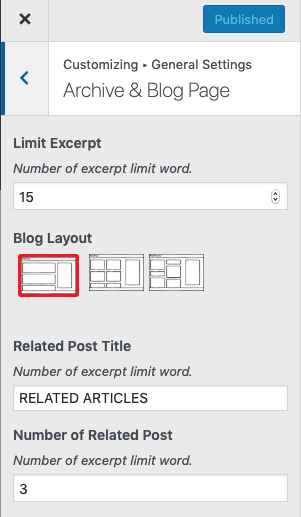 Published
Customizing ▸ General Settings
Archive & Blog Page
Limit Excerpt
Number of excerpt limit word.
15
Blog Layout
Related Post Title
Number of excerpt limit word.
RELATED ARTICLES
Number of Related Post
Number of excerpt limit word.
3